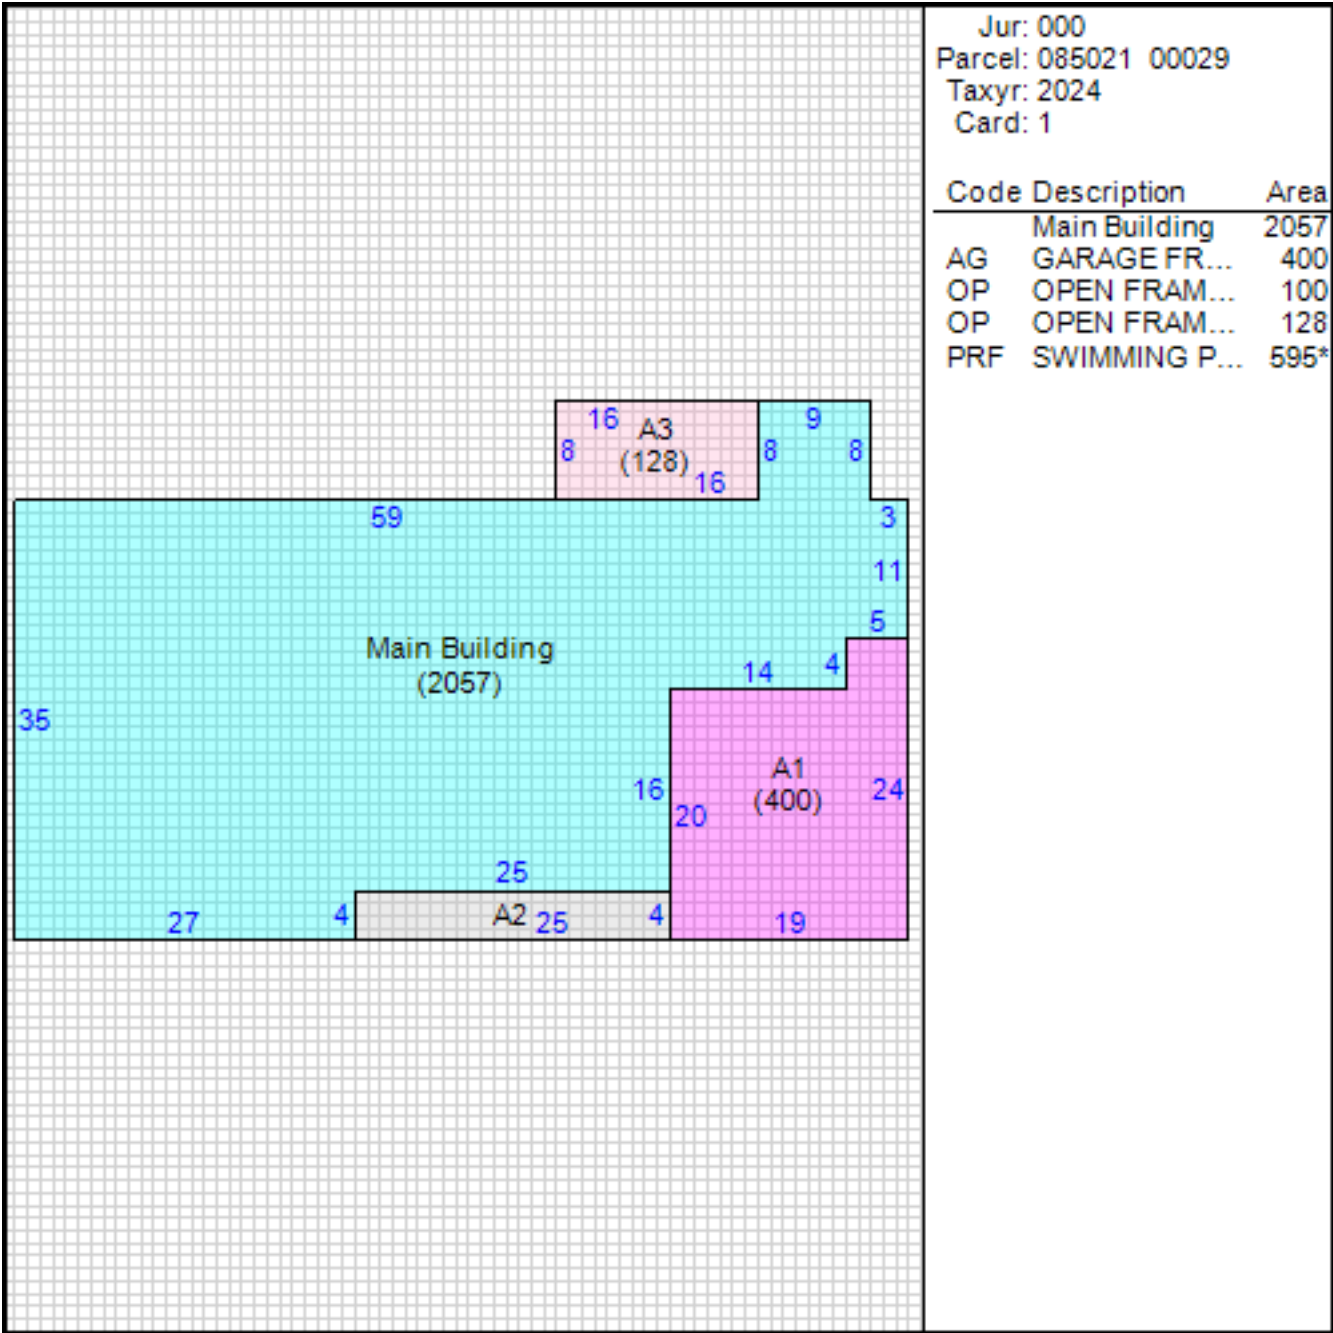 Jur: 000
Parcel: 085021 00029
Taxyr: 2024
Card: 1
Code Description Area
Main Building 2057
AG GARAGE FR... 400
OP OPEN FRAM... 100
OP OPEN FRAM... 128
PRF SWIMMING P... 595*
16
A3
9
8
(128)
8
8
16
59
3
11
5
Main Building
(2057)
14
4
35
A1
(400)
16
24
20
25
27
4
A2
25
4
19